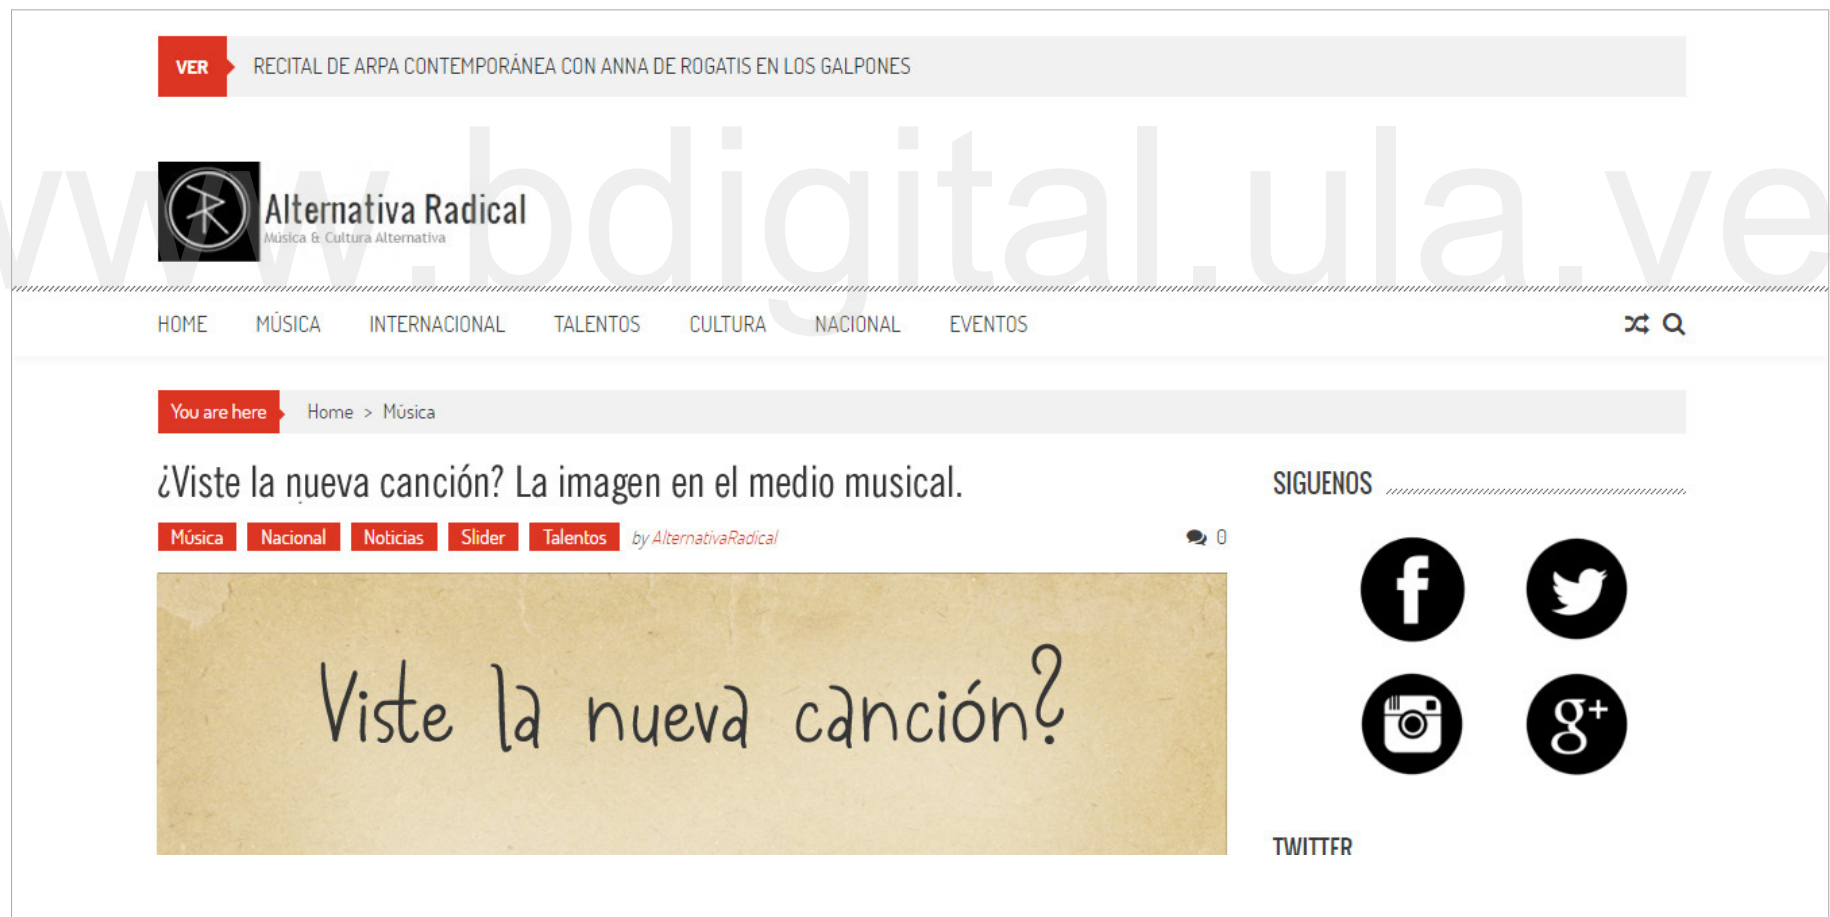 VER RECITAL DE ARPA CONTEMPORÁNEA CON ANNA DE ROGATIS EN LOS GALPONES
www.bdigital.ula.ve
Alternativa Radical
Música & Cultura Alternativa
HOME MÚSICA INTERNACIONAL TALENTOS CULTURA NACIONAL EVENTOS
You are here Home > Música
¿Viste la nueva canción? La imagen en el medio musical.
Música Nacional Noticias Slider Talentos by AlternativaRadical 0
Viste la nueva canción?
SIGUENOS
f
g+
TWITTER